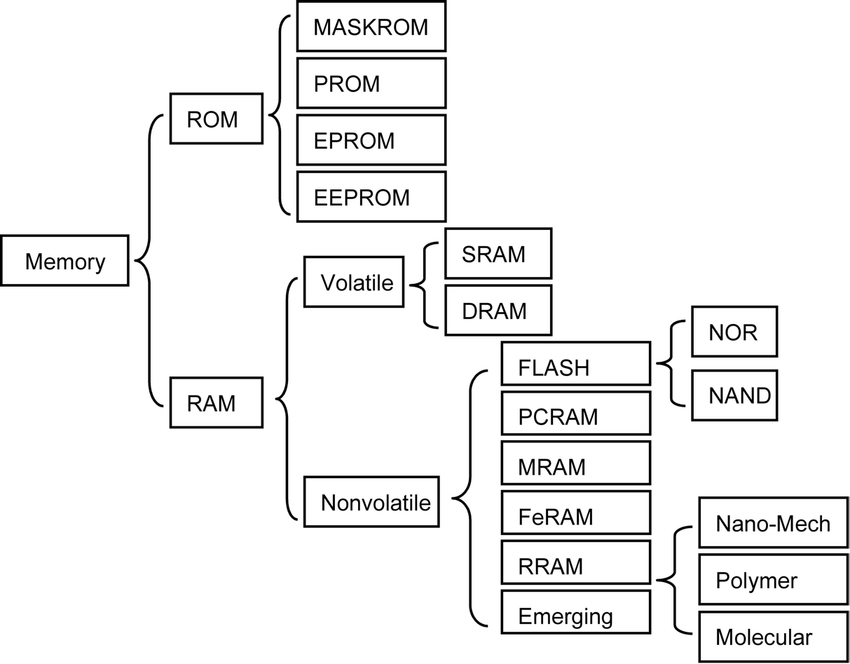 Memory
ROM
MASKROM
PROM
EPROM
EEPROM
RAM
Volatile
SRAM
DRAM
Nonvolatile
FLASH
NOR
NAND
PCRAM
MRAM
FeRAM
RRAM
Emerging
Nano-Mech
Polymer
Molecular